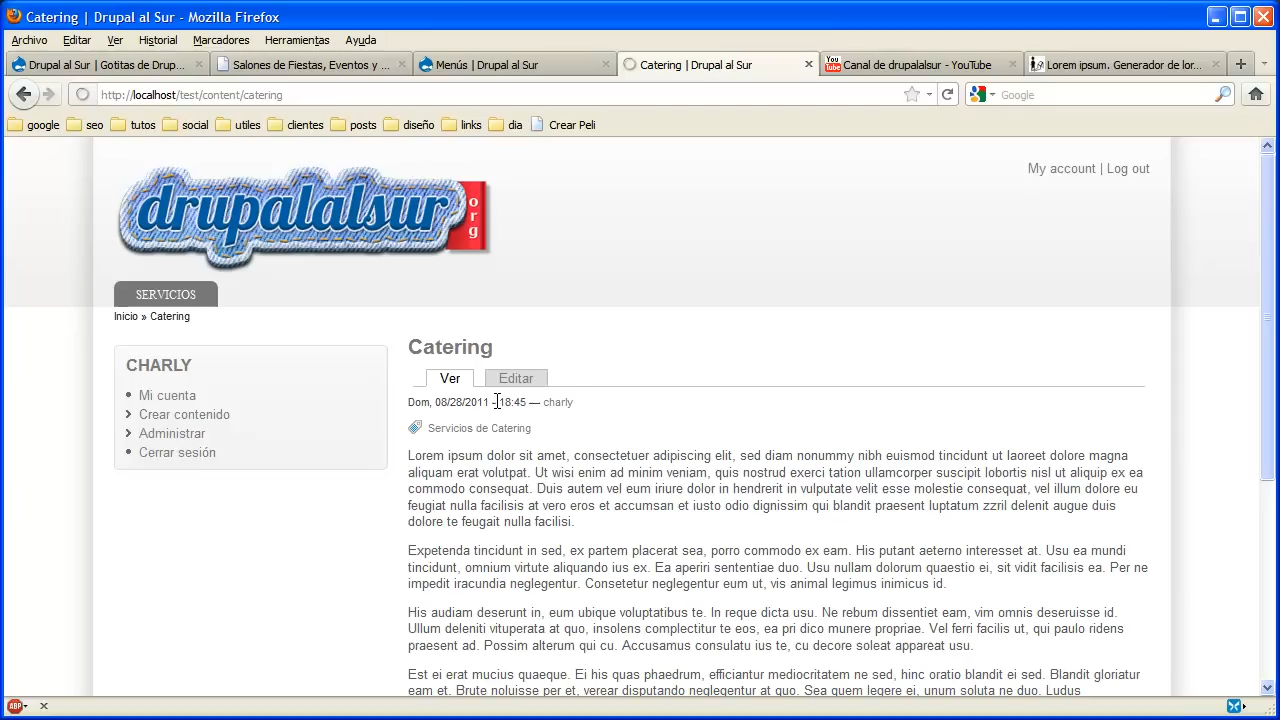 Catering | Drupal al Sur - Mozilla Firefox
Archivo Editar Ver Historial Marcadores Herramientas Ayuda
Drupal al Sur | Gotitas de Drup... Salones de Fiestas, Eventos y ... Menús | Drupal al Sur Catering | Drupal al Sur You Tube Canal de drupalalsur - YouTube Lorem ipsum. Generador de lor...
http://localhost/test/content/catering Google
google seo tutos social utiles clientes posts diseño links dia Crear Peli
My account | Log out
drupalalsur org
SERVICIOS
Inicio » Catering
CHARLY
Mi cuenta
Crear contenido
Administrar
Cerrar sesión
Catering
Ver Editar
Dom, 08/28/2011 - 18:45 — charly
Servicios de Catering
Lorem ipsum dolor sit amet, consectetuer adipiscing elit, sed diam nonummy nibh euismod tincidunt ut laoreet dolore magna
aliquam erat volutpat. Ut wisi enim ad minim veniam, quis nostrud exerci tation ullamcorper suscipit lobortis nisl ut aliquip ex ea
commodo consequat. Duis autem vel eum iriure dolor in hendrerit in vulputate velit esse molestie consequat, vel illum dolore eu
feugiat nulla facilisis at vero eros et accumsan et iusto odio dignissim qui blandit praesent luptatum zzril delenit augue duis
dolore te feugait nulla facilisi.
Expetenda tincidunt in sed, ex partem placerat sea, porro commodo ex eam. His putant aeterno interesset at. Usu ea mundi
tincidunt, omnium virtute aliquando ius ex. Ea aperiri sententiae duo. Usu nullam dolorum quaestio ei, sit vidit facilisis ea. Per ne
impedit iracundia neglegentur. Consetetur neglegentur eum ut, vis animal legimus inimicus id.
His audiam deserunt in, eum ubique voluptatibus te. In reque dicta usu. Ne rebum dissentiet eam, vim omnis deseruisse id.
Ullum deleniti vituperata at quo, insolens complectitur te eos, ea pri dico munere propriae. Vel ferri facilis ut, qui paulo ridens
praesent ad. Possim alterum qui cu. Accusamus consulatu ius te, cu decore soleat appareat usu.
Est ei erat mucius quaeque. Ei his quas phaedrum, efficiantur mediocritatem ne sed, hinc oratio blandit ei sed. Blandit gloriatur
eam et. Brute noluisse per et, verear disputando neglegentur at quo. Sea quem legere ei, unum soluta ne duo. Ludus
ABP